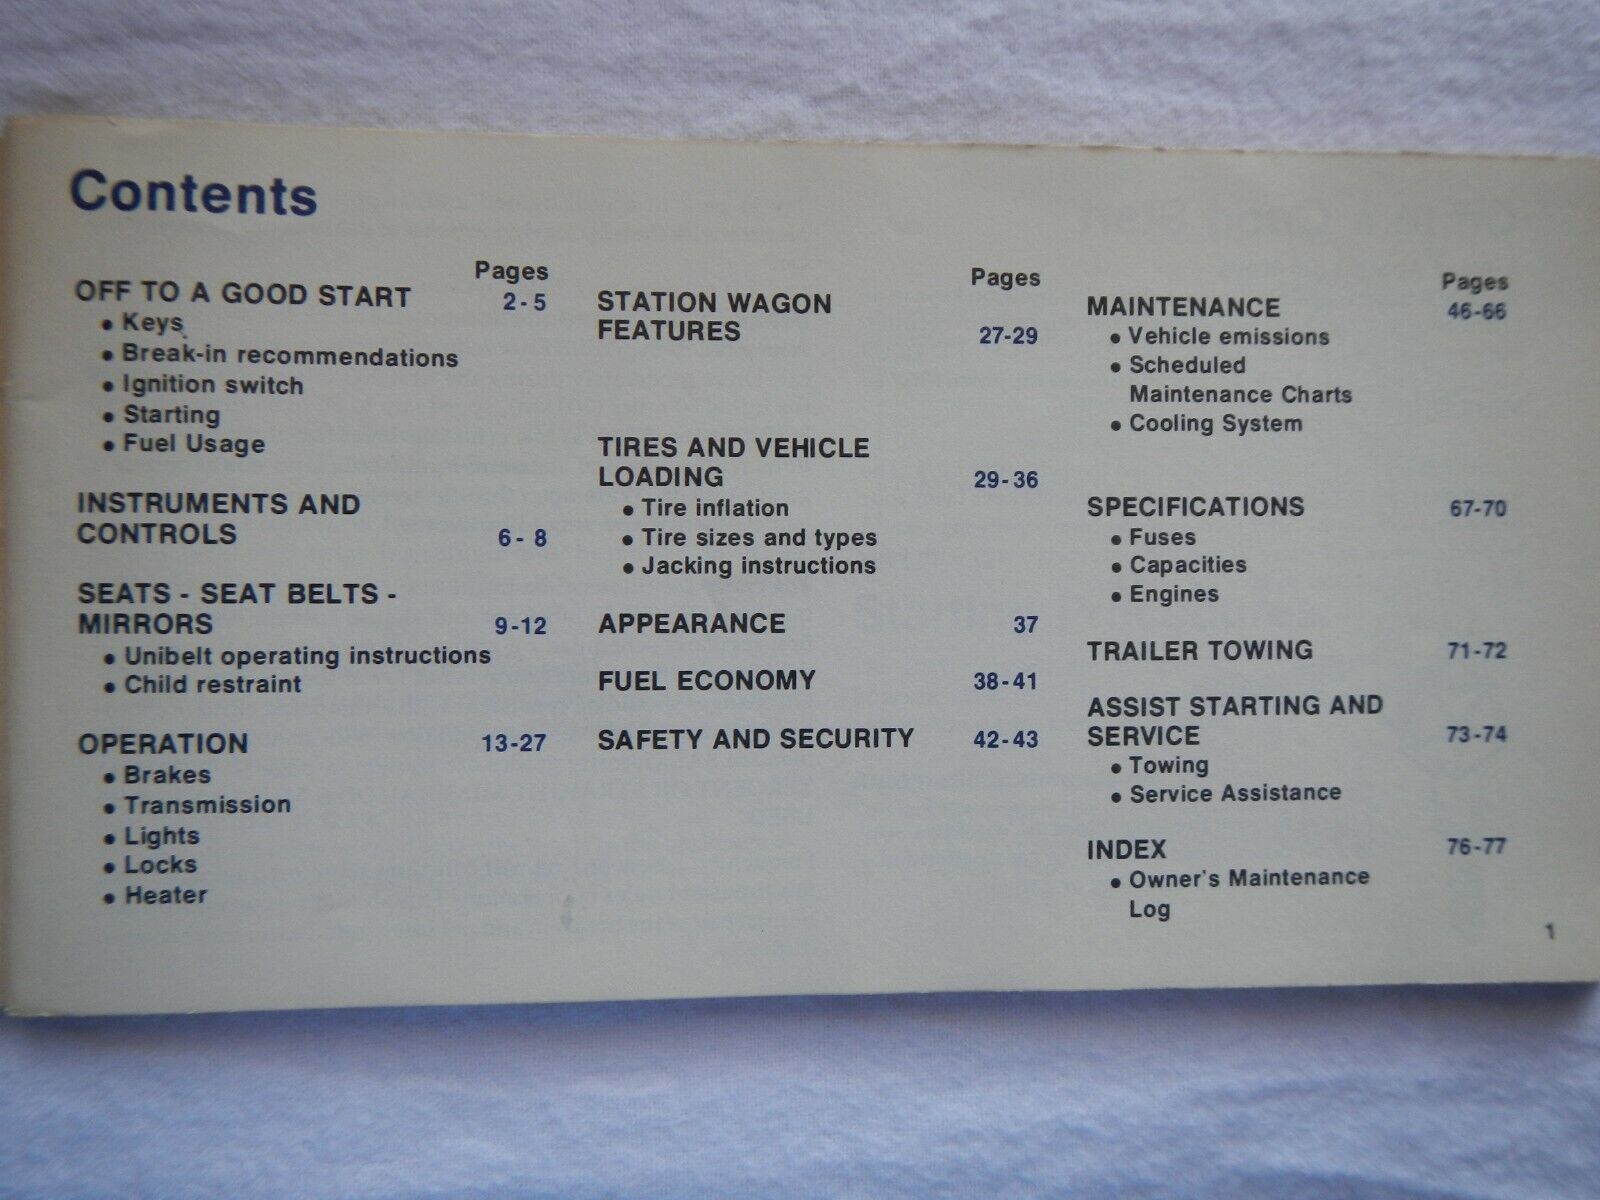 Contents
Pages
OFF TO A GOOD START 2-5
• Keys
• Break-in recommendations
• Ignition switch
• Starting
• Fuel Usage
INSTRUMENTS AND
CONTROLS 6-8
SEATS - SEAT BELTS -
MIRRORS 9-12
• Unibelt operating instructions
• Child restraint
OPERATION 13-27
• Brakes
• Transmission
• Lights
• Locks
• Heater
Pages
STATION WAGON
FEATURES 27-29
TIRES AND VEHICLE
LOADING 29-36
• Tire inflation
• Tire sizes and types
• Jacking instructions
APPEARANCE 37
FUEL ECONOMY 38-41
SAFETY AND SECURITY 42-43
Pages
MAINTENANCE 46-66
• Vehicle emissions
• Scheduled
Maintenance Charts
• Cooling System
SPECIFICATIONS 67-70
• Fuses
• Capacities
• Engines
TRAILER TOWING 71-72
ASSIST STARTING AND
SERVICE 73-74
• Towing
• Service Assistance
INDEX 76-77
• Owner's Maintenance
Log
1